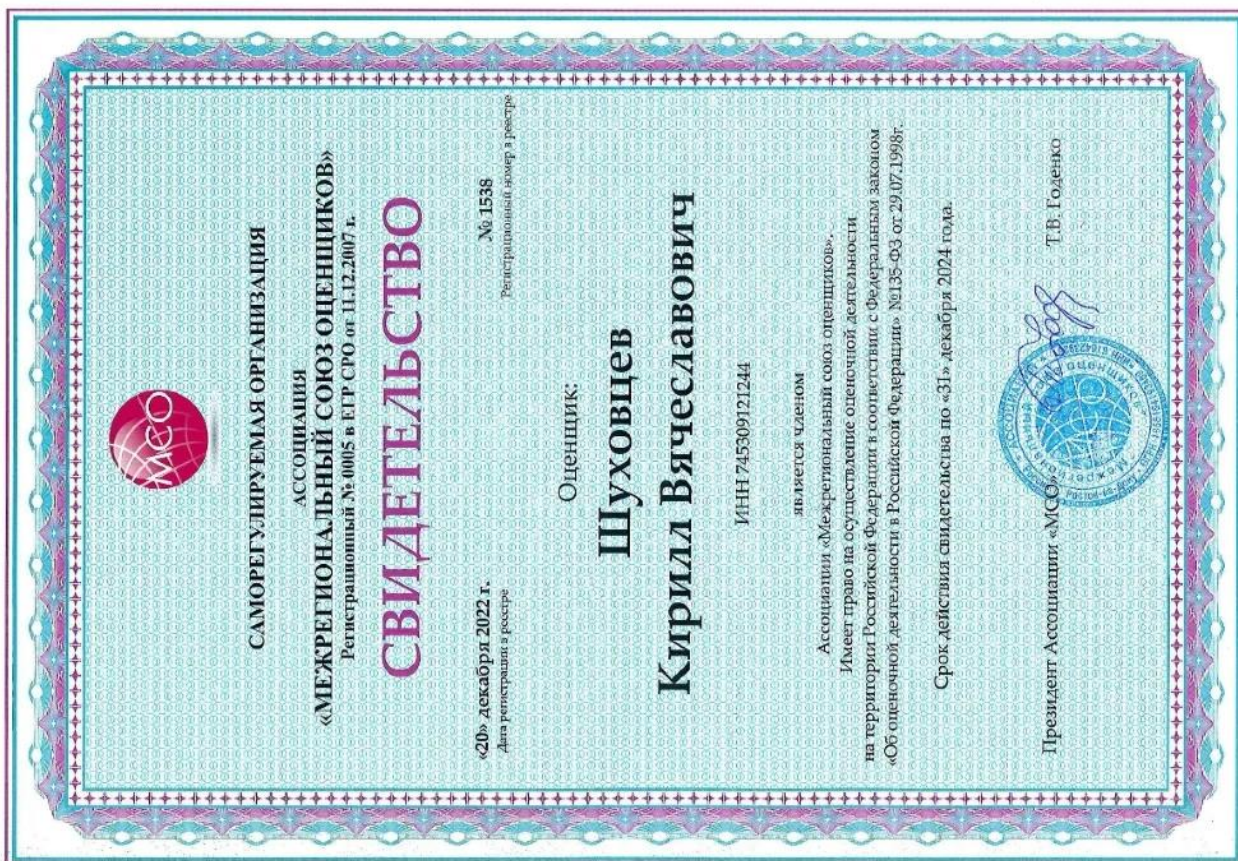 МСО
САМОРЕГУЛИРУЕМАЯ ОРГАНИЗАЦИЯ
АССОЦИАЦИЯ
«МЕЖРЕГИОНАЛЬНЫЙ СОЮЗ ОЦЕНЩИКОВ»
Регистрационный № 0005 в ЕГР СРО от 11.12.2007 г.
СВИДЕТЕЛЬСТВО
«20» декабря 2022 г. № 1538
Дата регистрации в реестре Регистрационный номер в реестре
Оценщик:
Шуховцев
Кирилл Вячеславович
ИНН 745309121244
является членом
Ассоциации «Межрегиональный союз оценщиков».
Имеет право на осуществление оценочной деятельности
на территории Российской Федерации в соответствии с Федеральным законом
«Об оценочной деятельности в Российской Федерации» №135-ФЗ от 29.07.1998г.
Срок действия свидетельства по «31» декабря 2024 года.
Президент Ассоциации «МСО» Т.В. Годенко